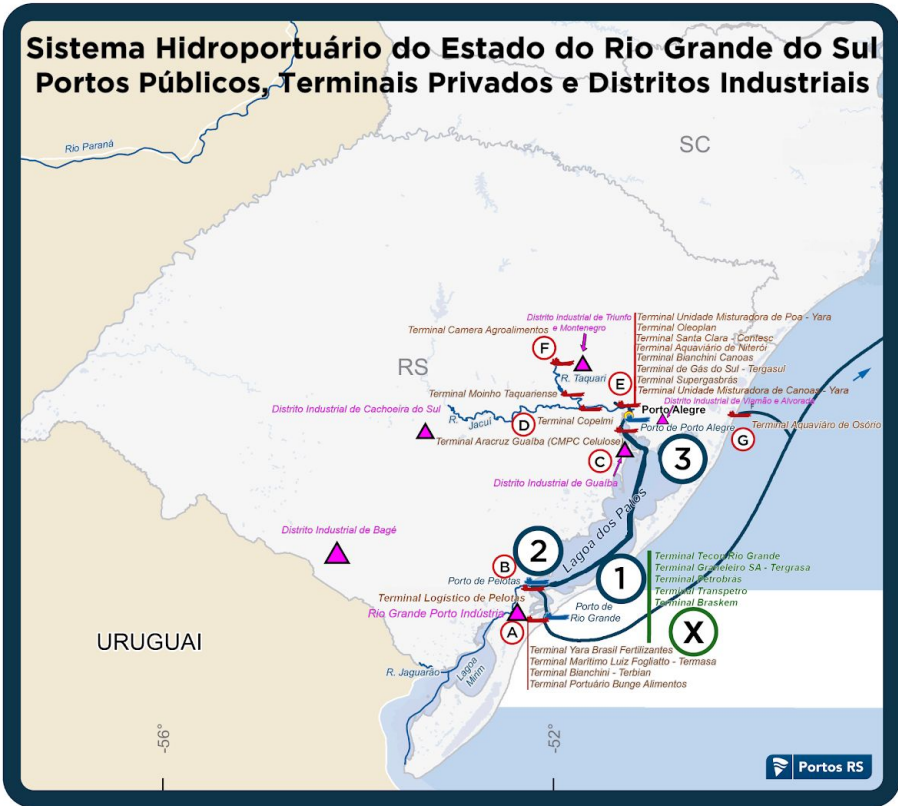 Sistema Hidroportuário do Estado do Rio Grande do Sul
Portos Públicos, Terminais Privados e Distritos Industriais
Rio Paraná
SC
RS
Distrito Industrial de Triunfo
e Montenegro
Terminal Camera Agroalimentos
F
R. Taquari
E
Terminal Unidade Misturadora de Poa - Yara
Terminal Oleoplan
Terminal Santa Clara - Contesc
Terminal Aquaviário de Niterói
Terminal Bianchini Canoas
Terminal de Gás do Sul - Tergasul
Terminal Supergasbrás
Terminal Unidade Misturadora de Canoas - Yara
Distrito Industrial de Viamão e Alvorada
Terminal Moinho Taquariense
Porto Alegre
Distrito Industrial de Cachoeira do Sul
R.
Jacuí
D
Terminal Copelmi
Porto de Porto Alegre
Terminal Aquaviário de Osório
G
Terminal Aracruz Guaíba (CMPC Celulose)
C
3
Distrito Industrial de Guaíba
Lagoa dos Patos
Distrito Industrial de Bagé
2
B
1
Terminal Tecon Rio Grande
Terminal Graneleiro SA - Tergrasa
Terminal Petrobras
Terminal Transpetro
Terminal Braskem
X
Porto de Pelotas
Terminal Logístico de Pelotas
Rio Grande Porto Indústria
Porto de
Rio Grande
A
URUGUAI
Terminal Yara Brasil Fertilizantes
Terminal Marítimo Luiz Fogliatto - Termasa
Terminal Bianchini - Terbian
Terminal Portuário Bunge Alimentos
R. Jaguarão
Lagoa
Mirim
-56°
-52°
Portos RS